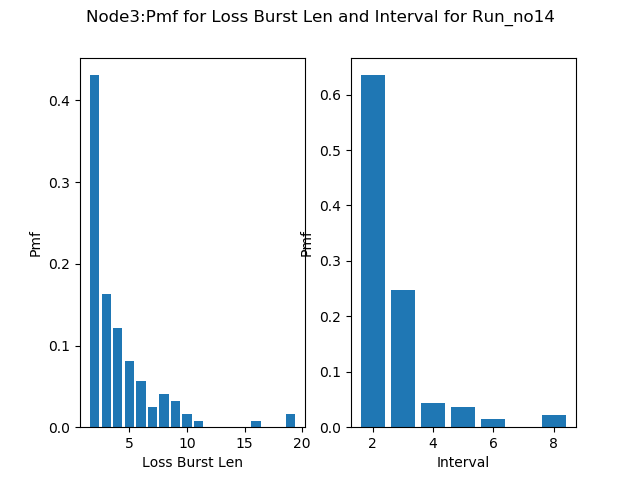 Node3:Pmf for Loss Burst Len and Interval for Run_no14
Pmf
0.4
0.3
0.2
0.1
0.0
5 10 15 20
Loss Burst Len
Pmf
0.6
0.5
0.4
0.3
0.2
0.1
0.0
2 4 6 8
Interval